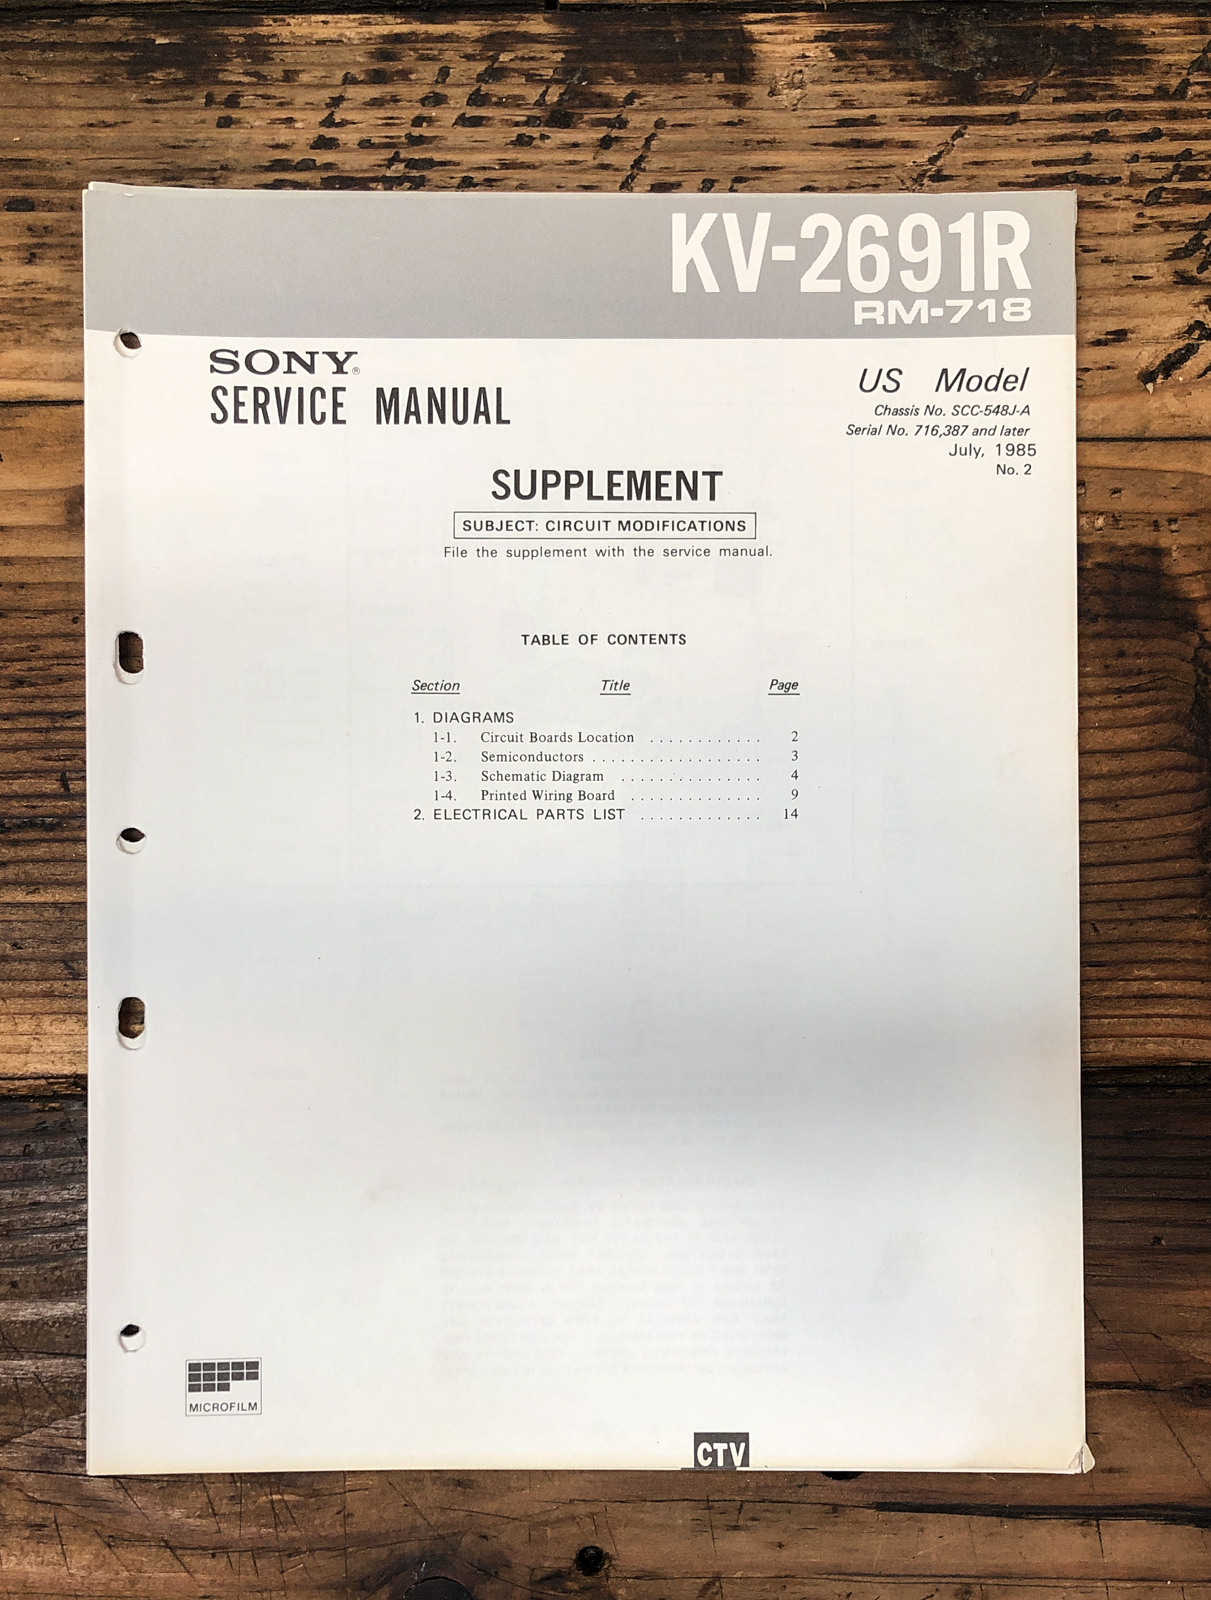 KV-2691R
RM-718
SONY®
SERVICE MANUAL
US Model
Chassis No. SCC-548J-A
Serial No. 716,387 and later
July, 1985
No. 2
SUPPLEMENT
SUBJECT: CIRCUIT MODIFICATIONS
File the supplement with the service manual.
TABLE OF CONTENTS
Section Title Page
1. DIAGRAMS
1-1. Circuit Boards Location . . . . . . . . . . . . 2
1-2. Semiconductors . . . . . . . . . . . . . . . . . . 3
1-3. Schematic Diagram . . . . . . . . . . . . . . . 4
1-4. Printed Wiring Board . . . . . . . . . . . . . . 9
2. ELECTRICAL PARTS LIST . . . . . . . . . . . . . 14
MICROFILM
CTV